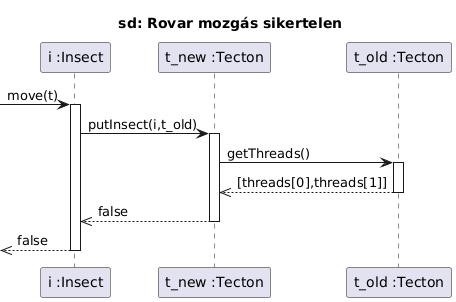 sd: Rovar mozgás sikertelen
i :Insect
t_new :Tecton
t_old :Tecton
move(t)
putInsect(i,t_old)
getThreads()
[threads[0],threads[1]]
false
false
i :Insect
t_new :Tecton
t_old :Tecton